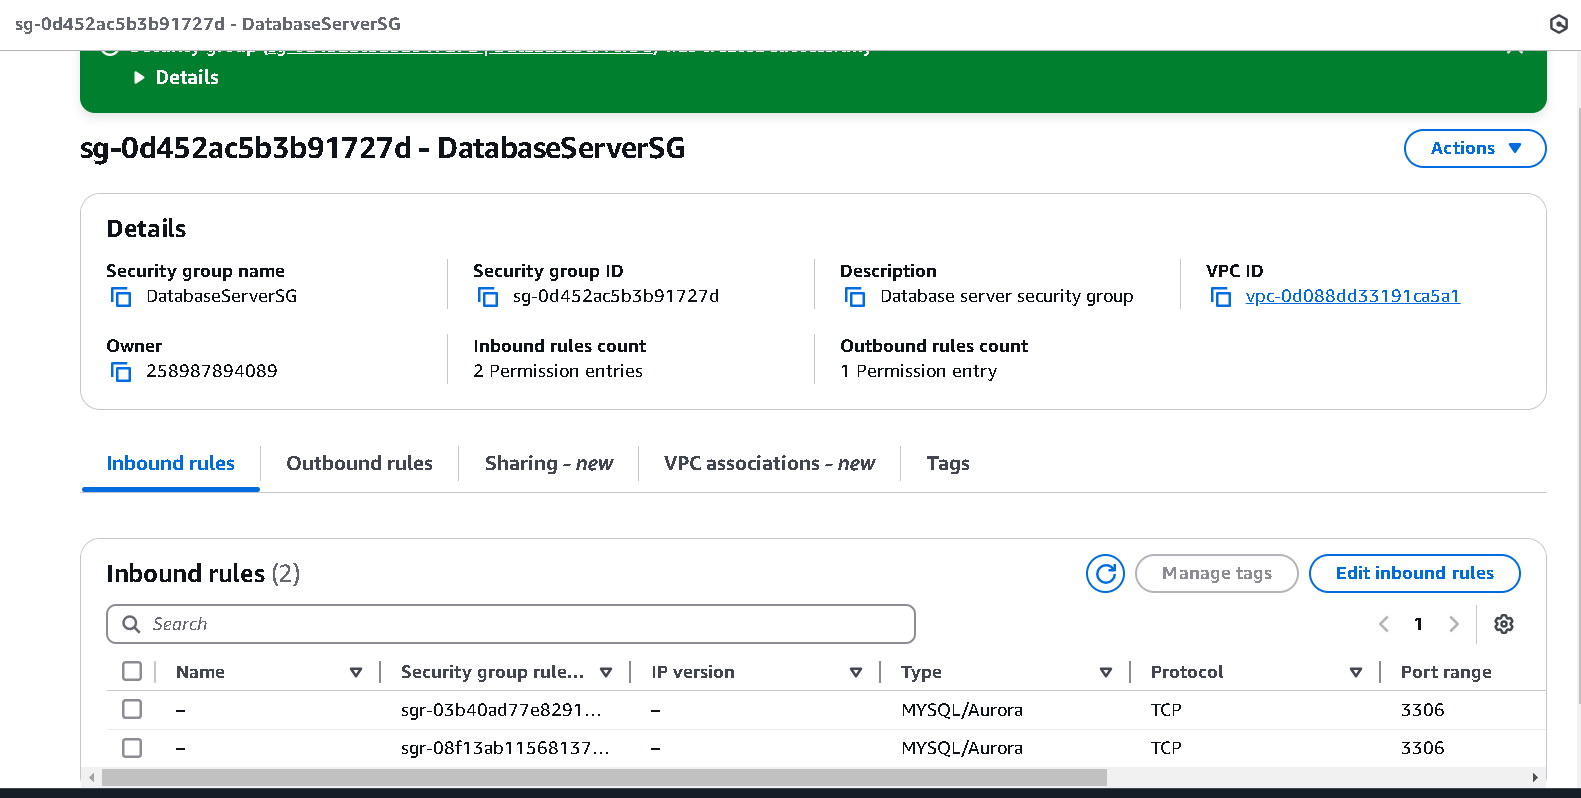 sg-0d452ac5b3b91727d - DatabaseServerSG
Details
sg-0d452ac5b3b91727d - DatabaseServerSG
Actions
Details
Security group name
DatabaseServerSG
Security group ID
sg-0d452ac5b3b91727d
Description
Database server security group
VPC ID
vpc-0d088dd33191ca5a1
Owner
258987894089
Inbound rules count
2 Permission entries
Outbound rules count
1 Permission entry
Inbound rules
Outbound rules
Sharing - new
VPC associations - new
Tags
Inbound rules (2)
Manage tags
Edit inbound rules
Search
1
Name
Security group rule...
IP version
Type
Protocol
Port range
–
sgr-03b40ad77e8291...
–
MYSQL/Aurora
TCP
3306
–
sgr-08f13ab11568137...
–
MYSQL/Aurora
TCP
3306